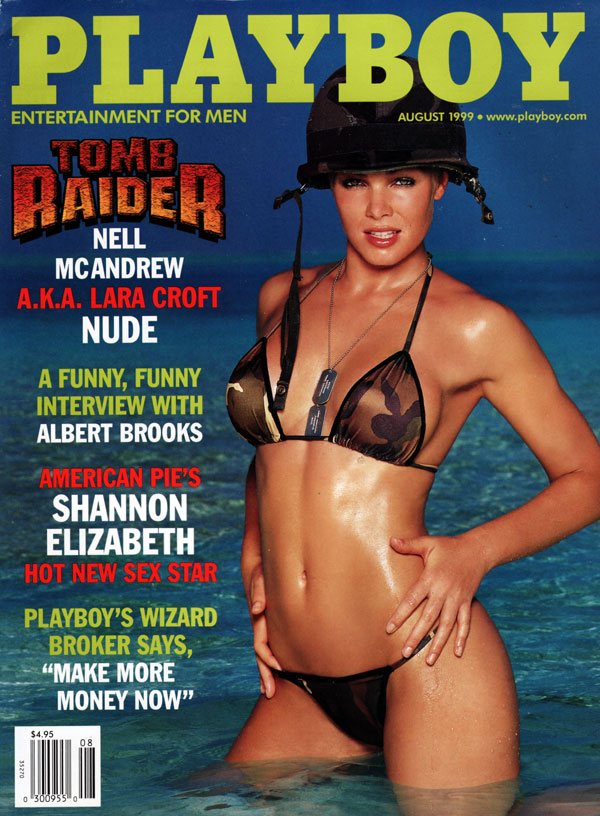 PLAYBOY
ENTERTAINMENT FOR MEN
AUGUST 1999 • www.playboy.com
TOMB
RAIDER
NELL
MCANDREW
A.K.A. LARA CROFT
NUDE
A FUNNY, FUNNY
INTERVIEW WITH
ALBERT BROOKS
AMERICAN PIE'S
SHANNON
ELIZABETH
HOT NEW SEX STAR
PLAYBOY'S WIZARD
BROKER SAYS,
"MAKE MORE
MONEY NOW"
$4.95
08
35270
0 300955 0